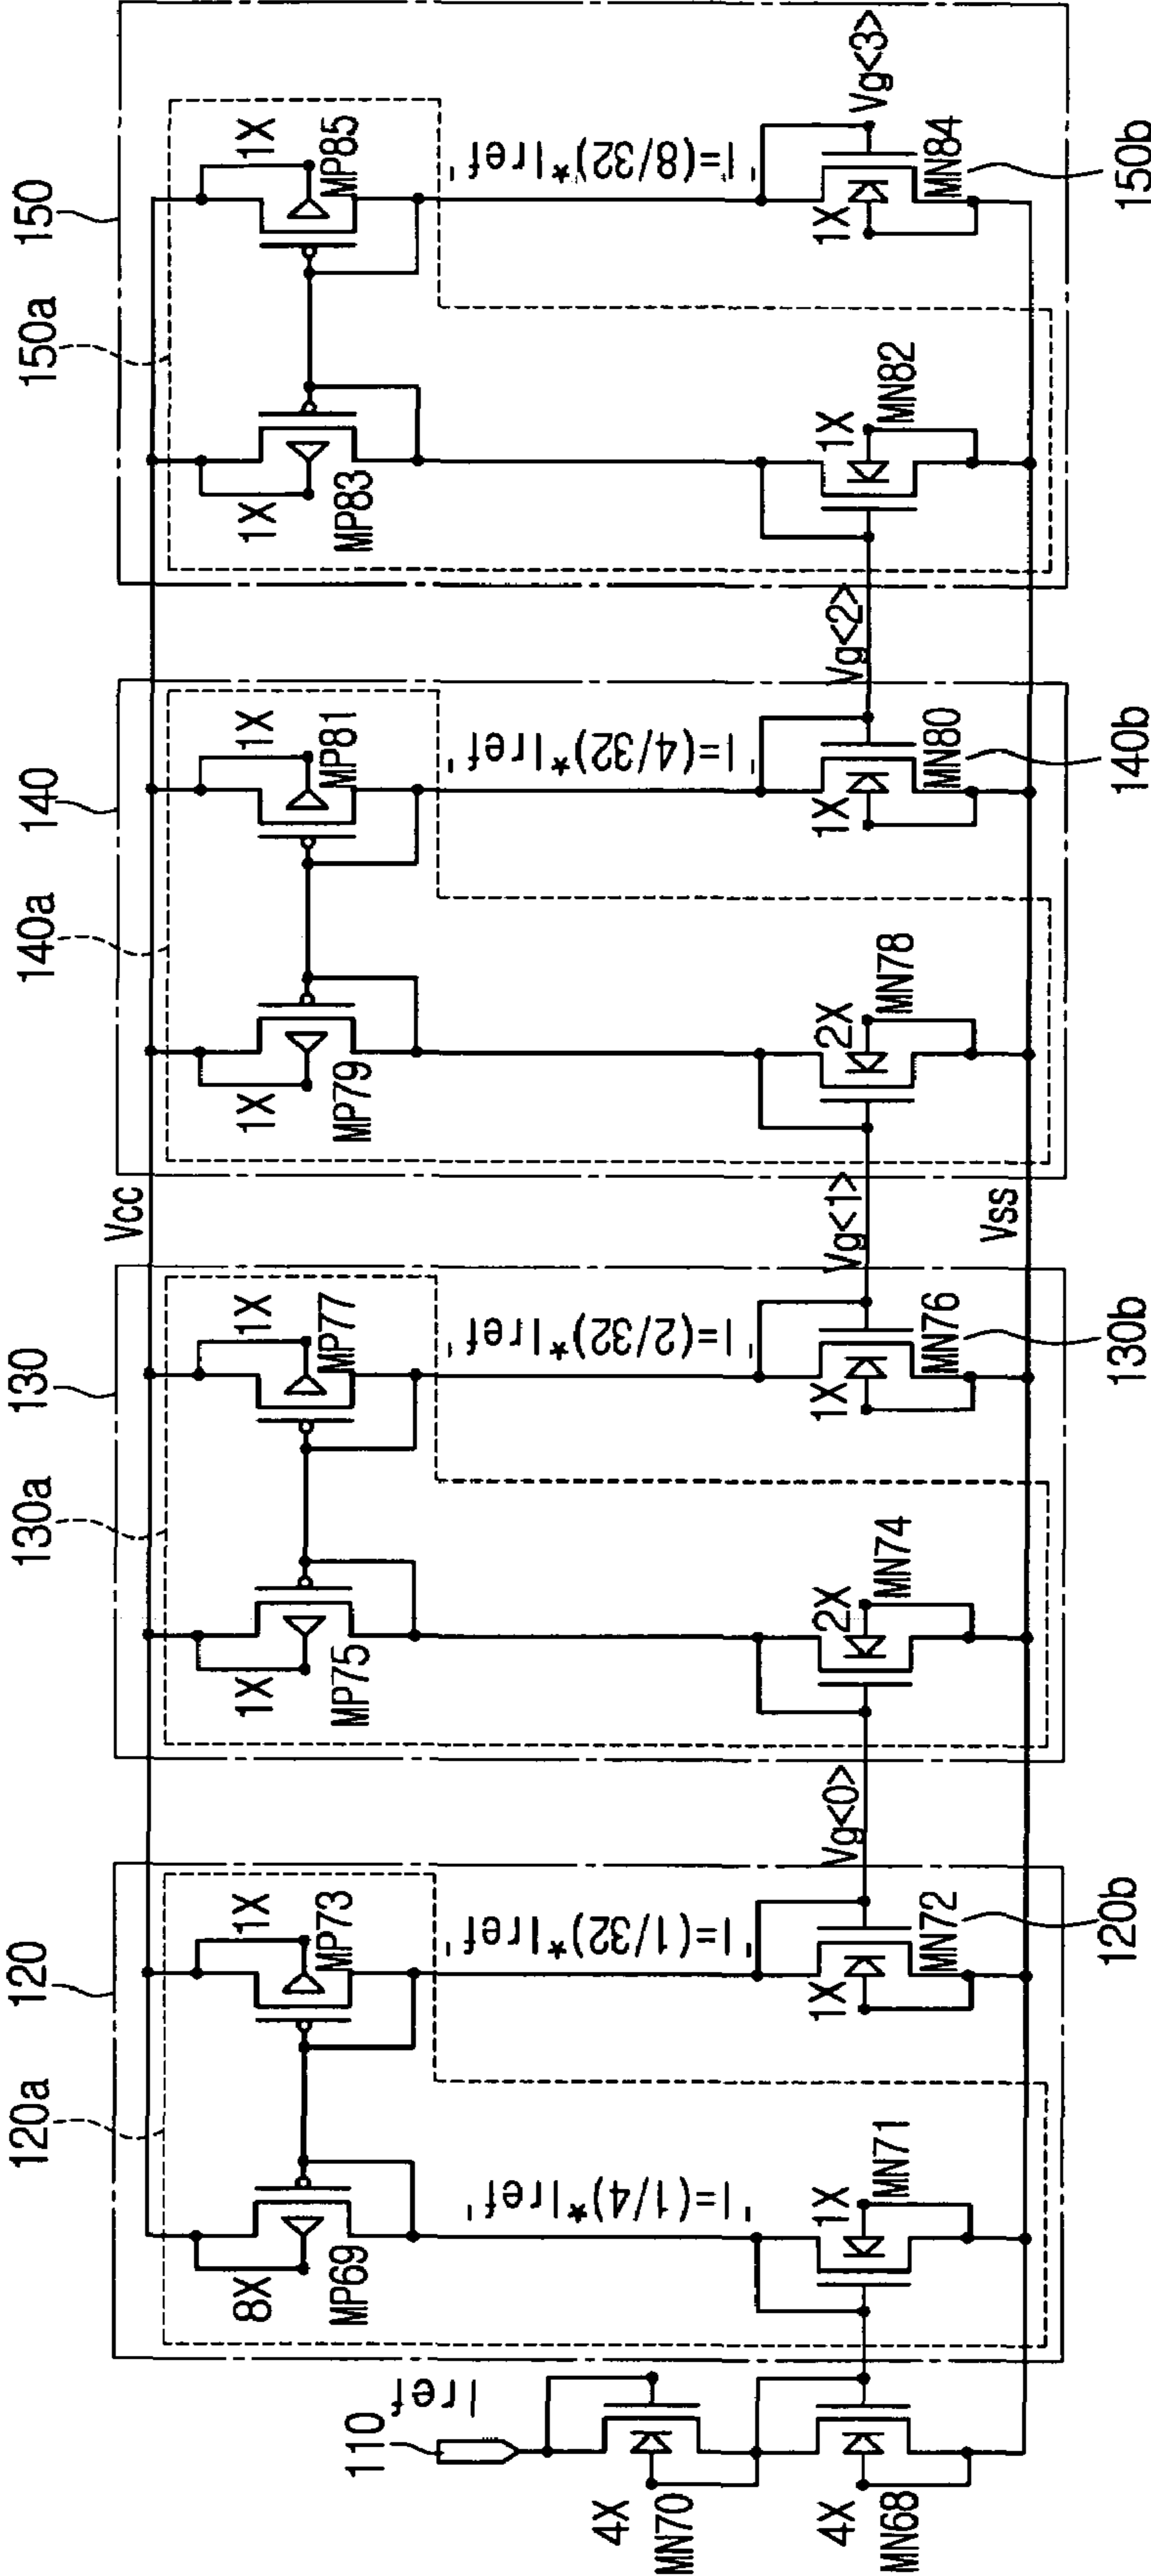 110
Iref
4X
MN70
4X
MN68
120
120a
8X
MP69
1X
MP73
'I=(1/4)*Iref'
'I=(1/32)*Iref'
1X
MN71
1X
MN72
120b
Vg<0>
130
130a
1X
MP75
1X
MP77
'I=(2/32)*Iref'
2X
MN74
1X
MN76
130b
Vg<1>
Vcc
Vss
140
140a
1X
MP79
1X
MP81
'I=(4/32)*Iref'
2X
MN78
1X
MN80
140b
Vg<2>
150
150a
1X
MP83
1X
MP85
'I=(8/32)*Iref'
1X
MN82
1X
MN84
150b
Vg<3>